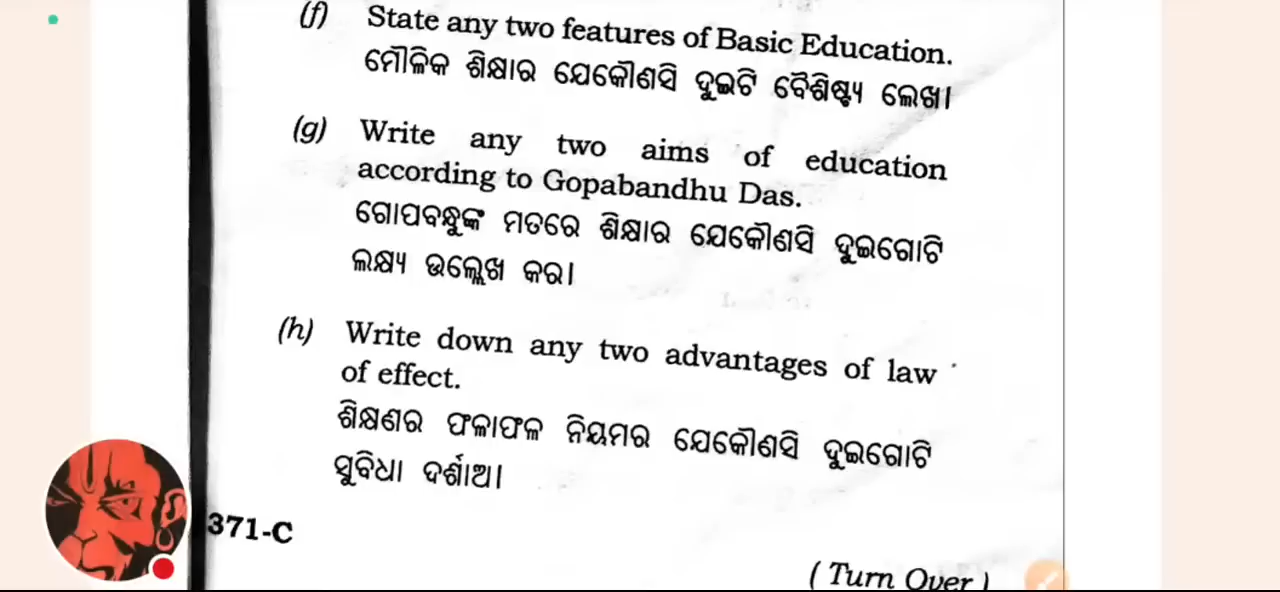 (f) State any two features of Basic Education.
ମୌଳିକ ଶିକ୍ଷାର ଯେକୌଣସି ଦୁଇଟି ବୈଶିଷ୍ଟ୍ୟ ଲେଖ।
(g) Write any two aims of education
according to Gopabandhu Das.
ଗୋପବନ୍ଧୁଙ୍କ ମତରେ ଶିକ୍ଷାର ଯେକୌଣସି ଦୁଇଗୋଟି
ଲକ୍ଷ୍ୟ ଉଲ୍ଲେଖ କର।
(h) Write down any two advantages of law
of effect.
ଶିକ୍ଷଣର ଫଳାଫଳ ନିୟମର ଯେକୌଣସି ଦୁଇଗୋଟି
ସୁବିଧା ଦର୍ଶାଅ।
371-C
( Turn Over )